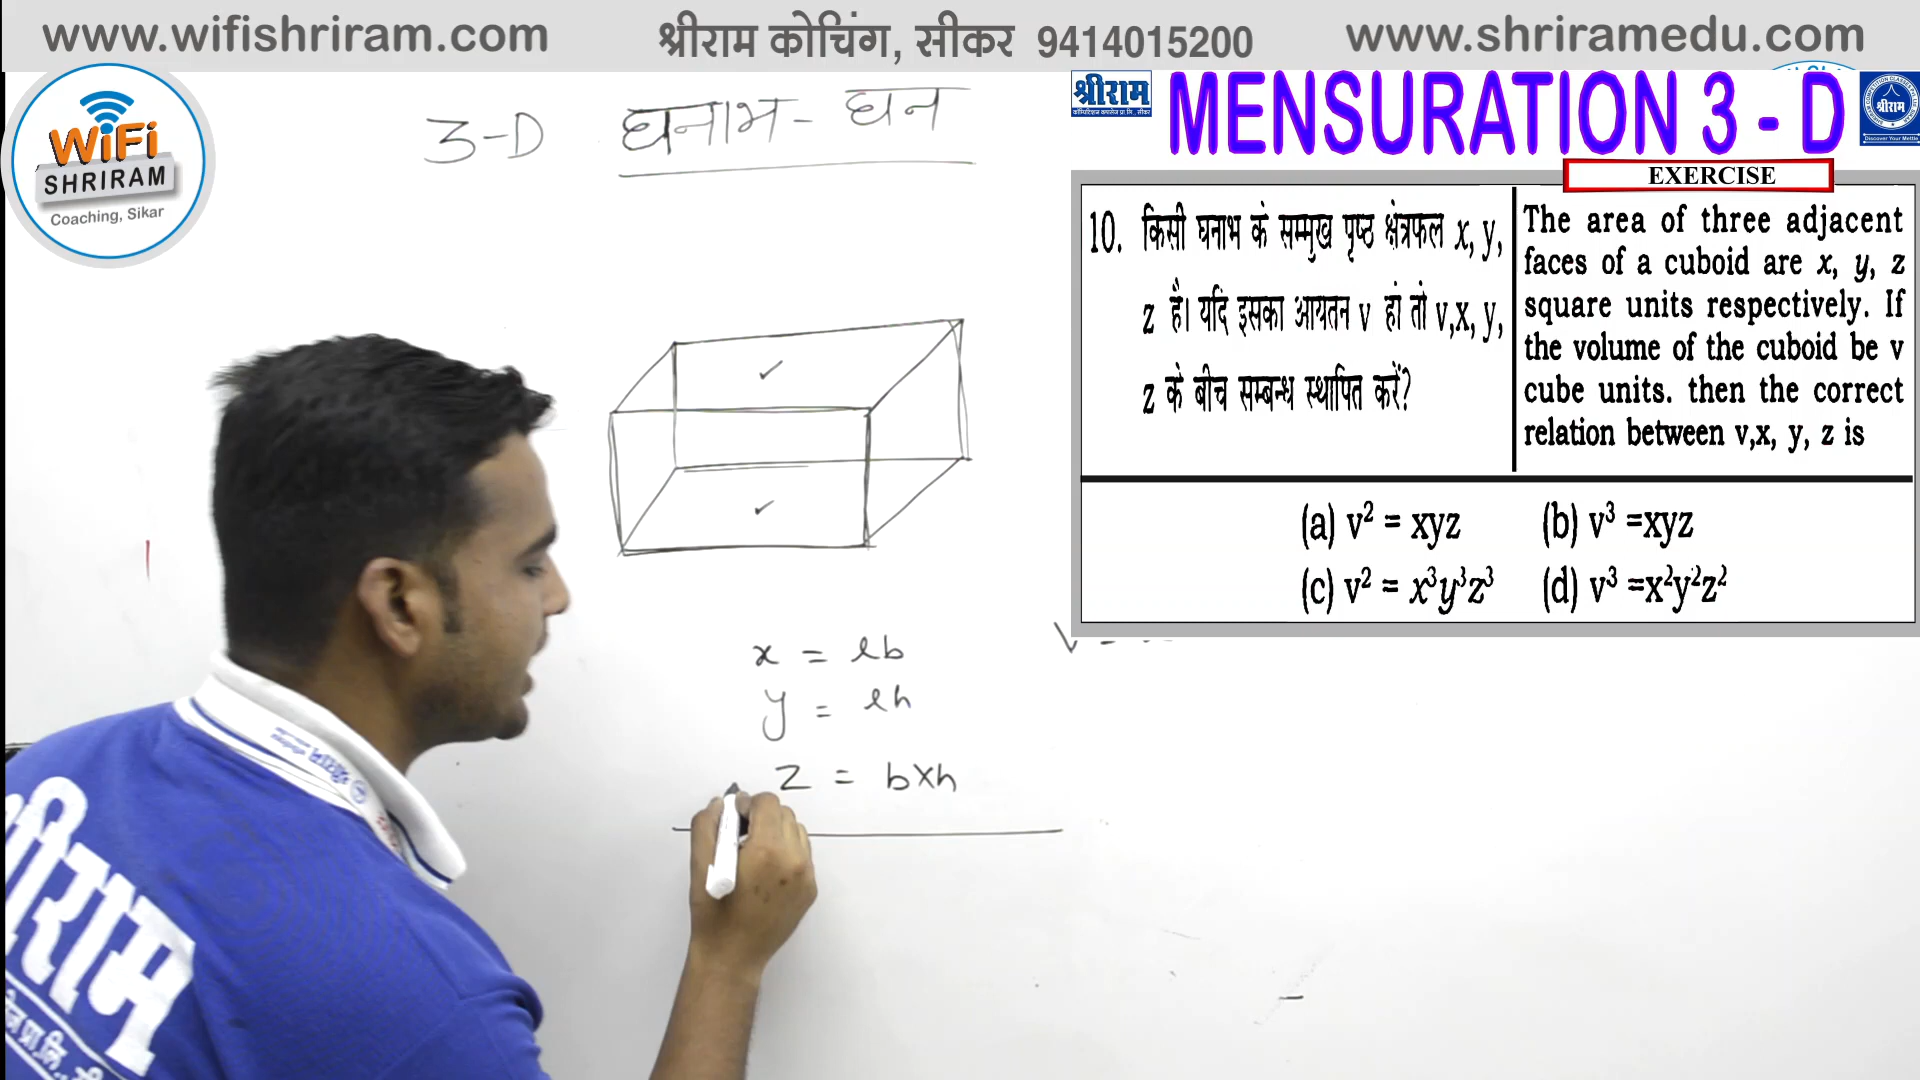 www.wifishriram.com
श्रीराम कोचिंग, सीकर 9414015200
www.shriramedu.com
WiFi
SHRIRAM
Coaching, Sikar
श्रीराम
MENSURATION 3 - D
श्रीराम
Discover Your Mettle
EXERCISE
3-D घनाभ - घन
10. किसी घनाभ के सम्मुख पृष्ठ क्षेत्रफल x, y,
z है। यदि इसका आयतन v हो तो v,x, y,
z के बीच सम्बन्ध स्थापित करें?
The area of three adjacent
faces of a cuboid are x, y, z
square units respectively. If
the volume of the cuboid be v
cube units. then the correct
relation between v,x, y, z is
(a) v² = xyz (b) v³ =xyz
(c) v² = x³y³z³ (d) v³ =x²y²z²
x = lb
y = lh
z = b×h